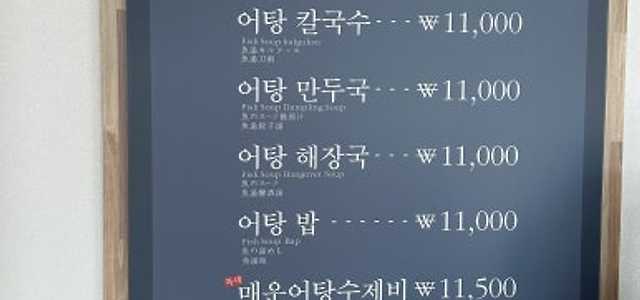 어탕 칼국수 --- ₩11,000
Fish Soup kalguksu
어탕 만두국 --- ₩11,000
Fish Soup Dumpling Soup
어탕 해장국 --- ₩11,000
Fish Soup Hangover Soup
어탕 밥 ------ ₩11,000
Fish Soup Bap
매운어탕수제비 ₩11,500